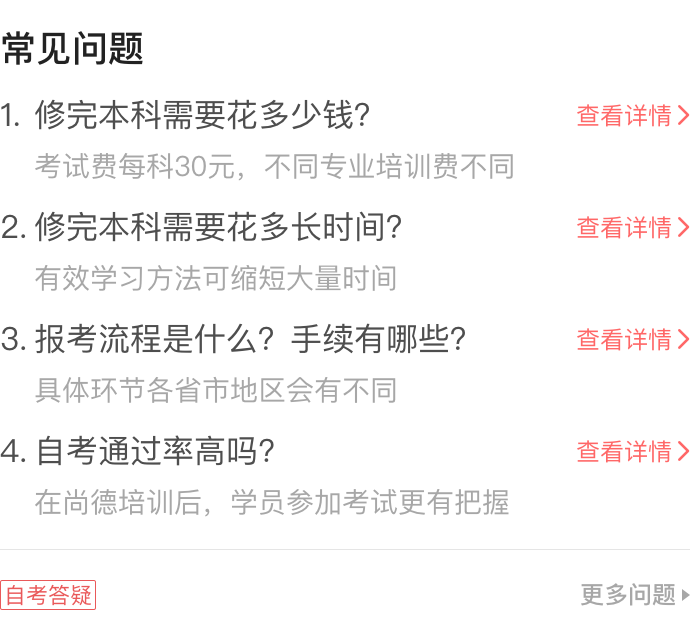 常见问题
1. 修完本科需要花多少钱? 查看详情
考试费每科30元，不同专业培训费不同
2. 修完本科需要花多长时间? 查看详情
有效学习方法可缩短大量时间
3. 报考流程是什么？手续有哪些? 查看详情
具体环节各省市地区会有不同
4. 自考通过率高吗? 查看详情
在尚德培训后，学员参加考试更有把握
自考答疑 更多问题